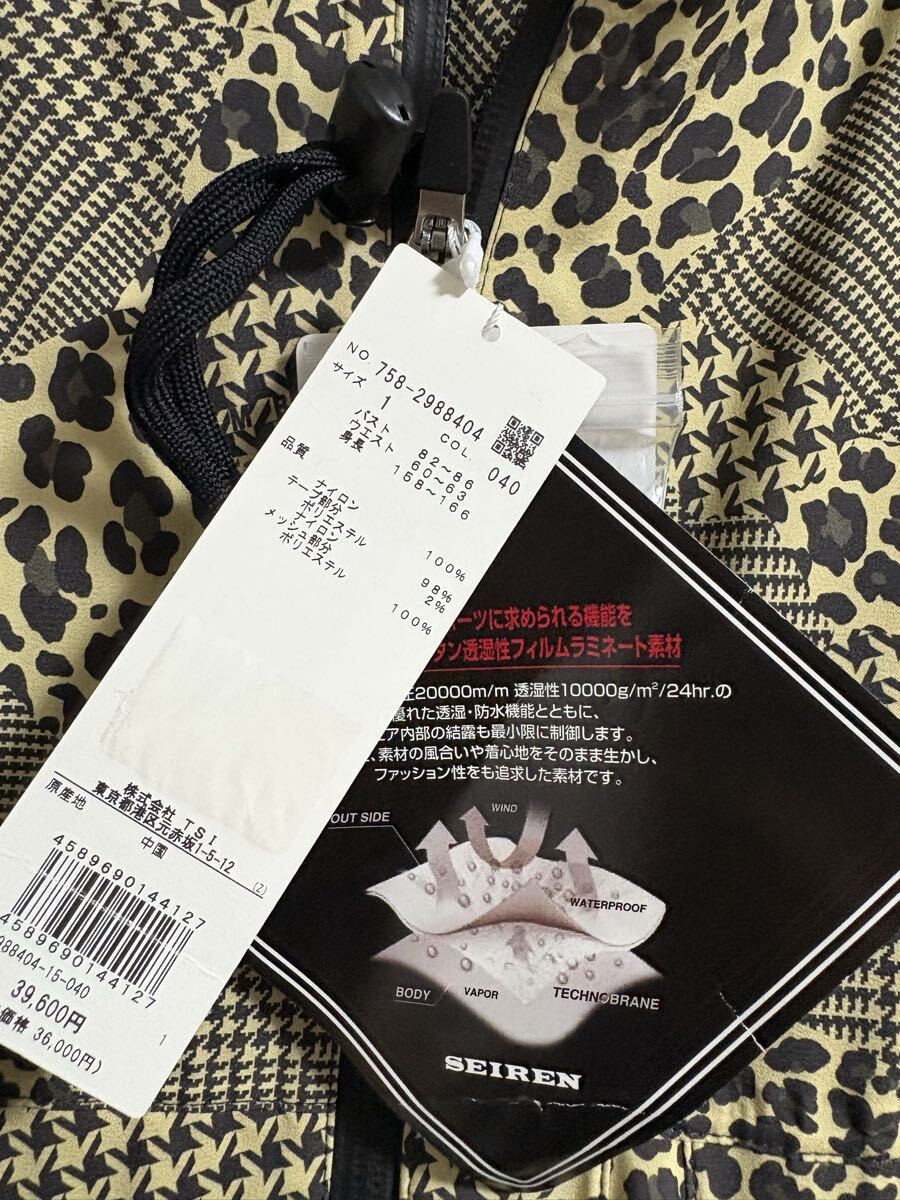 NO 758-2988404
サイズ COL. 040
1
バスト 82～86
ウエスト 60～63
身長 158～166
品質
ナイロン 100%
テープ部分
ポリエステル 98%
ナイロン 2%
メッシュ部分
ポリエステル 100%
株式会社 TSI
東京都港区元赤坂1-5-12
(Z)
原産地 中国
4589690144127
4589690144127
988404-15-040
39,600円
価格 36,000円)
1
ーツに求められる機能を
タン透湿性フィルムラミネート素材
圧20000m/m 透湿性10000g/m²/24hr.の
優れた透湿・防水機能とともに、
ェア内部の結露も最小限に制御します。
、素材の風合いや着心地をそのまま生かし、
ファッション性をも追求した素材です。
OUT SIDE
WIND
WATERPROOF
BODY
VAPOR
TECHNOBRANE
SEIREN